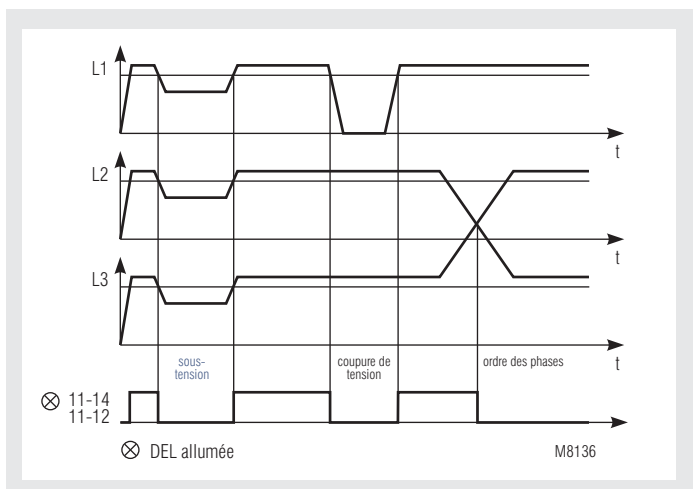 L1
t
L2
t
L3
t
sous-
tension
coupure de
tension
ordre des phases
11-14
11-12
DEL allumée
M8136